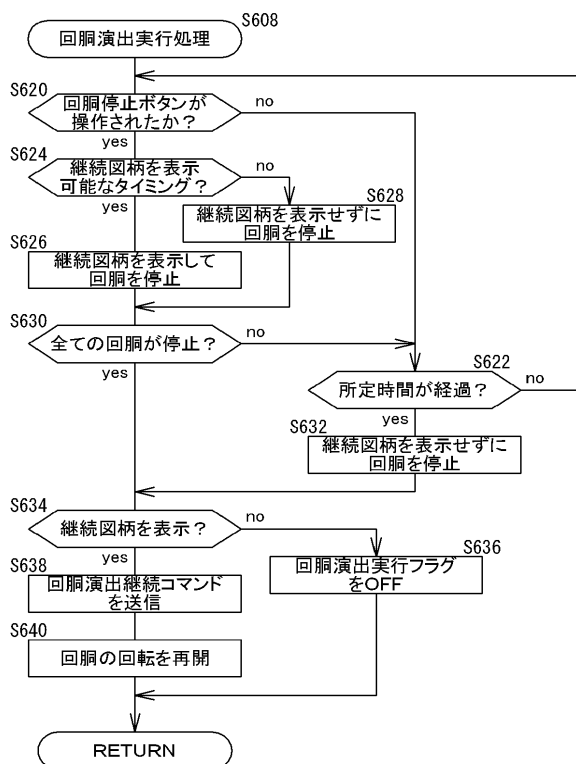 S608
回胴演出実行処理
S620
回胴停止ボタンが
操作されたか？
no
yes
S624
継続図柄を表示
可能なタイミング？
no
yes
S628
継続図柄を表示せずに
回胴を停止
S626
継続図柄を表示して
回胴を停止
S630
全ての回胴が停止？
no
yes
S622
所定時間が経過？
no
yes
S632
継続図柄を表示せずに
回胴を停止
S634
継続図柄を表示？
no
yes
S636
回胴演出実行フラグ
をOFF
S638
回胴演出継続コマンド
を送信
S640
回胴の回転を再開
RETURN